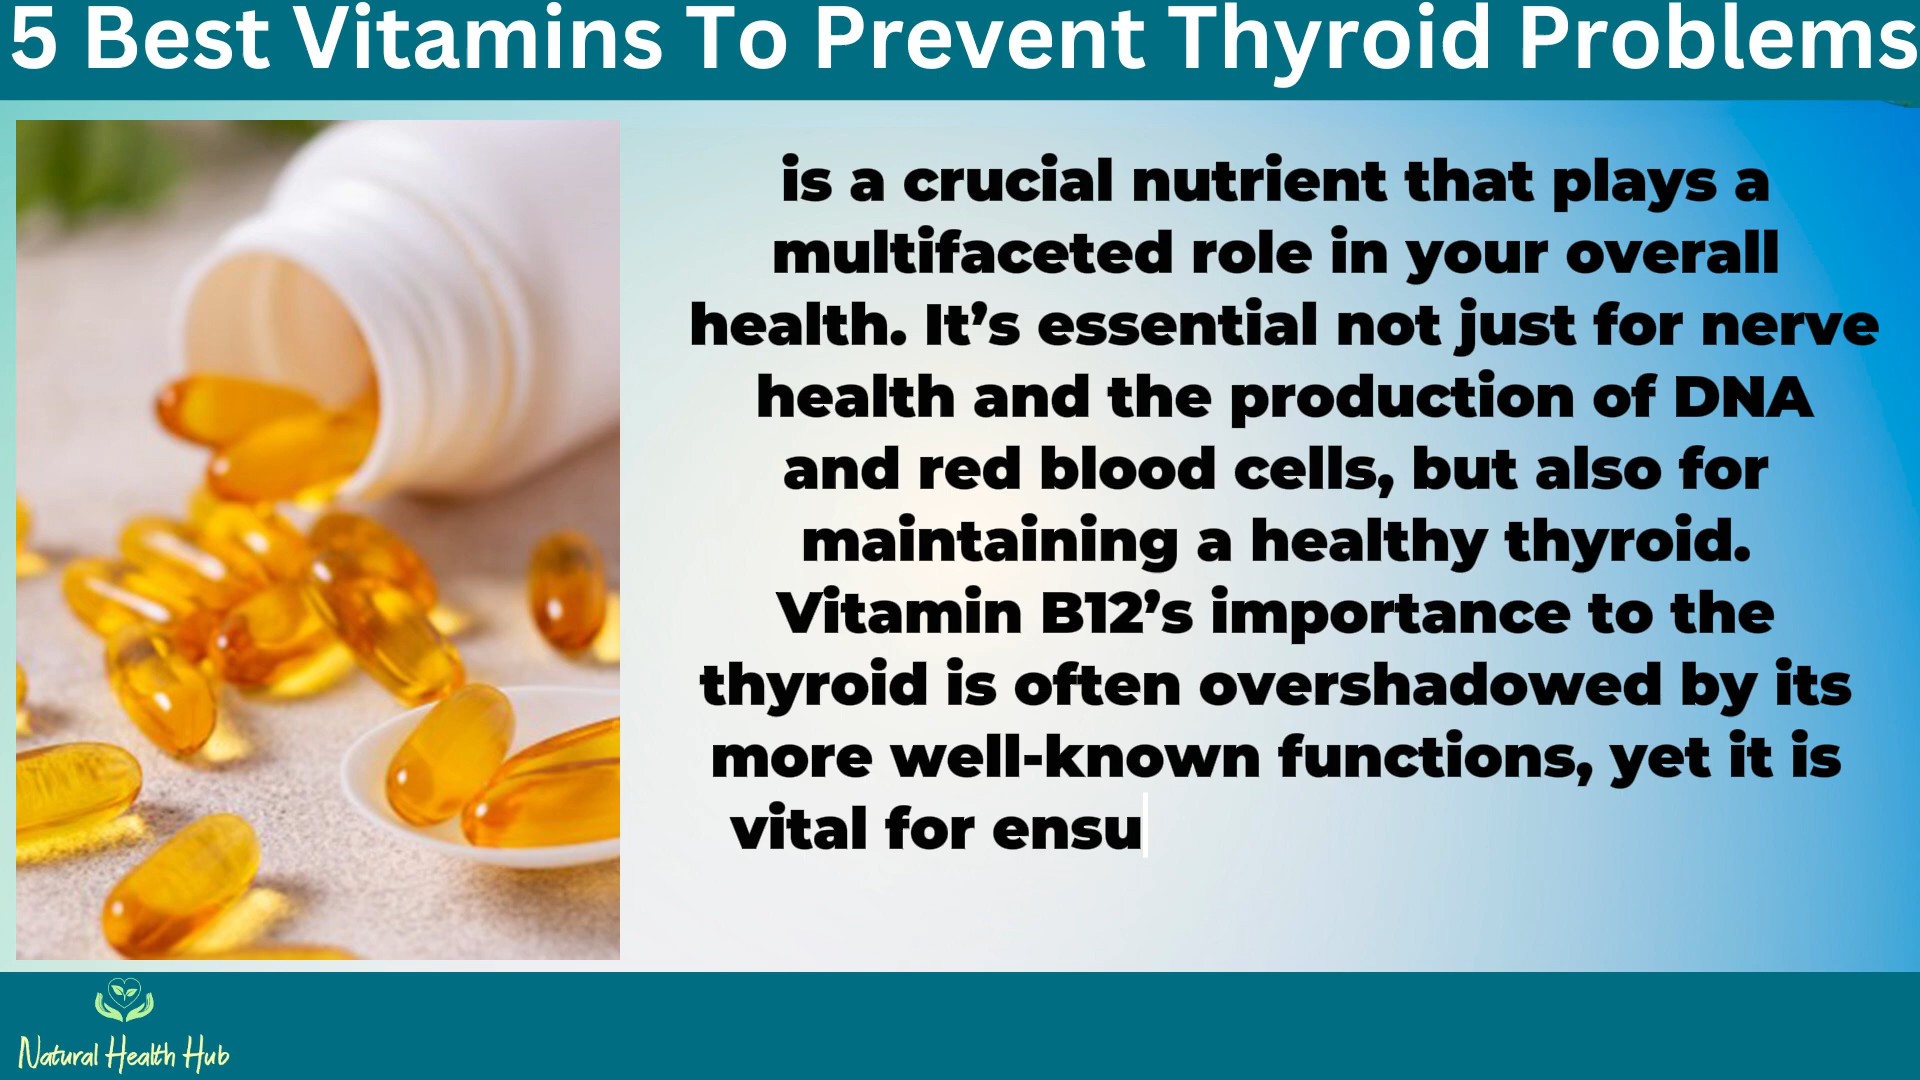 5 Best Vitamins To Prevent Thyroid Problems
is a crucial nutrient that plays a
multifaceted role in your overall
health. It’s essential not just for nerve
health and the production of DNA
and red blood cells, but also for
maintaining a healthy thyroid.
Vitamin B12’s importance to the
thyroid is often overshadowed by its
more well-known functions, yet it is
vital for ensu
Natural Health Hub